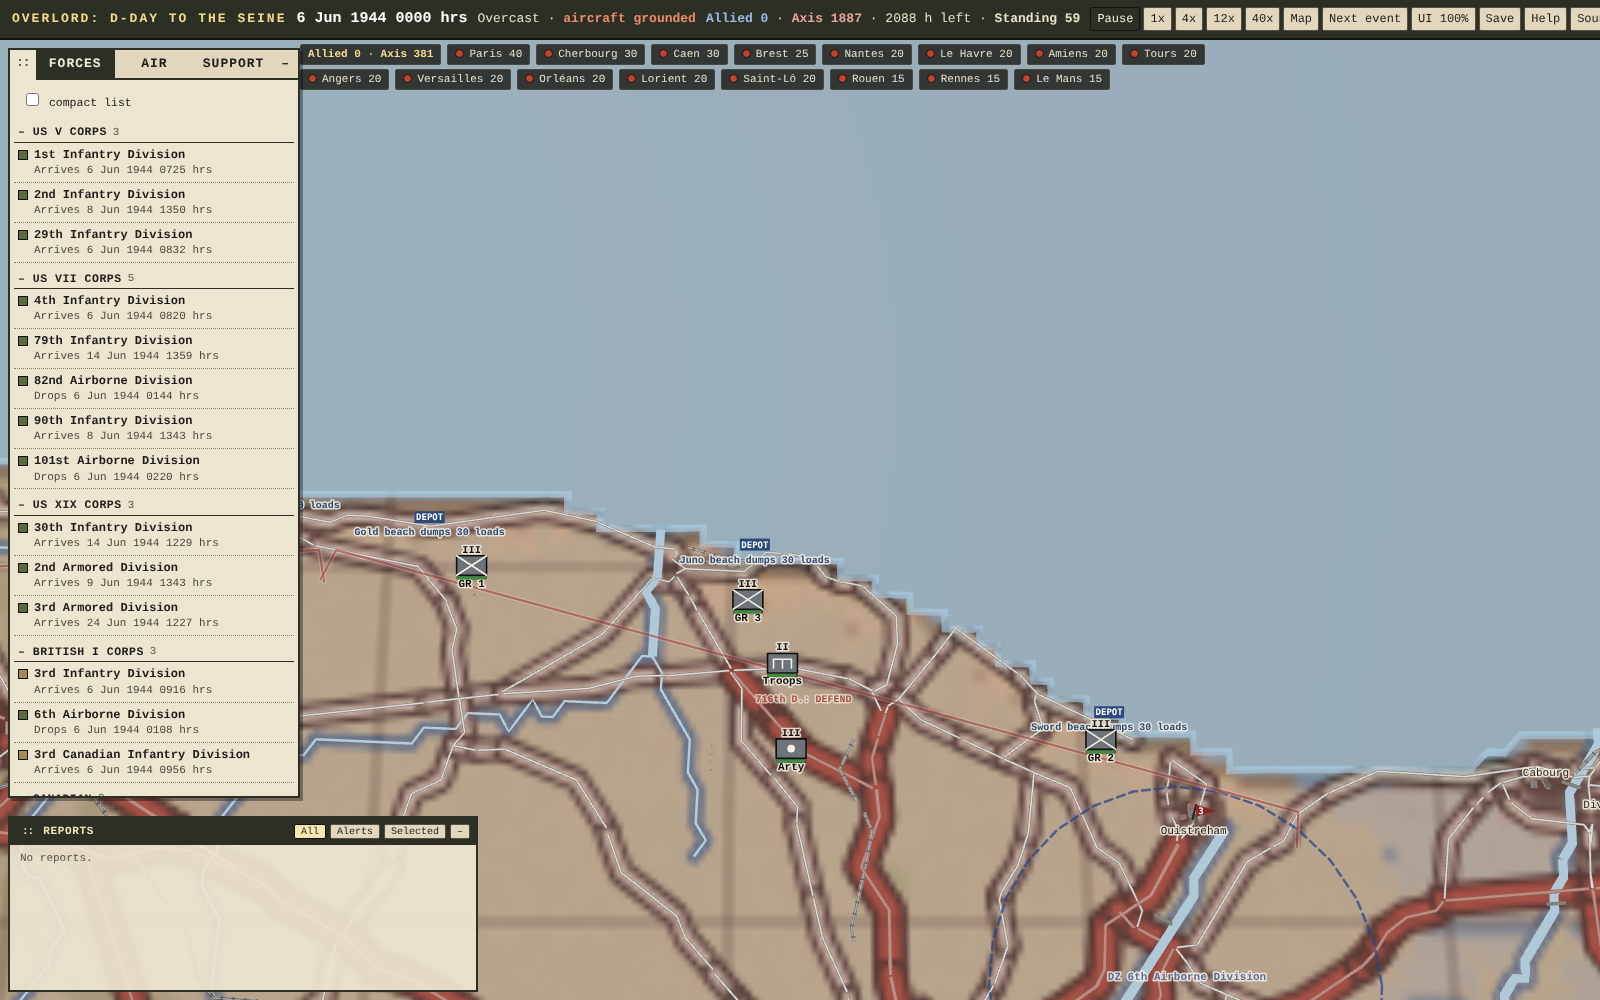 OVERLORD: D-DAY TO THE SEINE 6 Jun 1944 0000 hrs Overcast · aircraft grounded Allied 0 · Axis 1887 · 2088 h left · Standing 59 Pause 1x 4x 12x 40x Map Next event UI 100% Save Help
Allied 0 · Axis 381 Paris 40 Cherbourg 30 Caen 30 Brest 25 Nantes 20 Le Havre 20 Amiens 20 Tours 20
Angers 20 Versailles 20 Orléans 20 Lorient 20 Saint-Lô 20 Rouen 15 Rennes 15 Le Mans 15
:: FORCES AIR SUPPORT –
compact list
– US V CORPS 3
1st Infantry Division
Arrives 6 Jun 1944 0725 hrs
2nd Infantry Division
Arrives 8 Jun 1944 1350 hrs
29th Infantry Division
Arrives 6 Jun 1944 0832 hrs
– US VII CORPS 5
4th Infantry Division
Arrives 6 Jun 1944 0820 hrs
79th Infantry Division
Arrives 14 Jun 1944 1359 hrs
82nd Airborne Division
Drops 6 Jun 1944 0144 hrs
90th Infantry Division
Arrives 8 Jun 1944 1343 hrs
101st Airborne Division
Drops 6 Jun 1944 0220 hrs
– US XIX CORPS 3
30th Infantry Division
Arrives 14 Jun 1944 1229 hrs
2nd Armored Division
Arrives 9 Jun 1944 1343 hrs
3rd Armored Division
Arrives 24 Jun 1944 1227 hrs
– BRITISH I CORPS 3
3rd Infantry Division
Arrives 6 Jun 1944 0916 hrs
6th Airborne Division
Drops 6 Jun 1944 0108 hrs
3rd Canadian Infantry Division
Arrives 6 Jun 1944 0956 hrs
loads
DEPOT
Gold beach dumps 30 loads
III
GR 1
DEPOT
Juno beach dumps 30 loads
III
GR 3
II
Troops
716th D.: DEFEND
III
Arty
DEPOT
Sword beach dumps 30 loads
III
GR 2
Cabourg
3
Ouistreham
DZ 6th Airborne Division
:: REPORTS All Alerts Selected –
No reports.